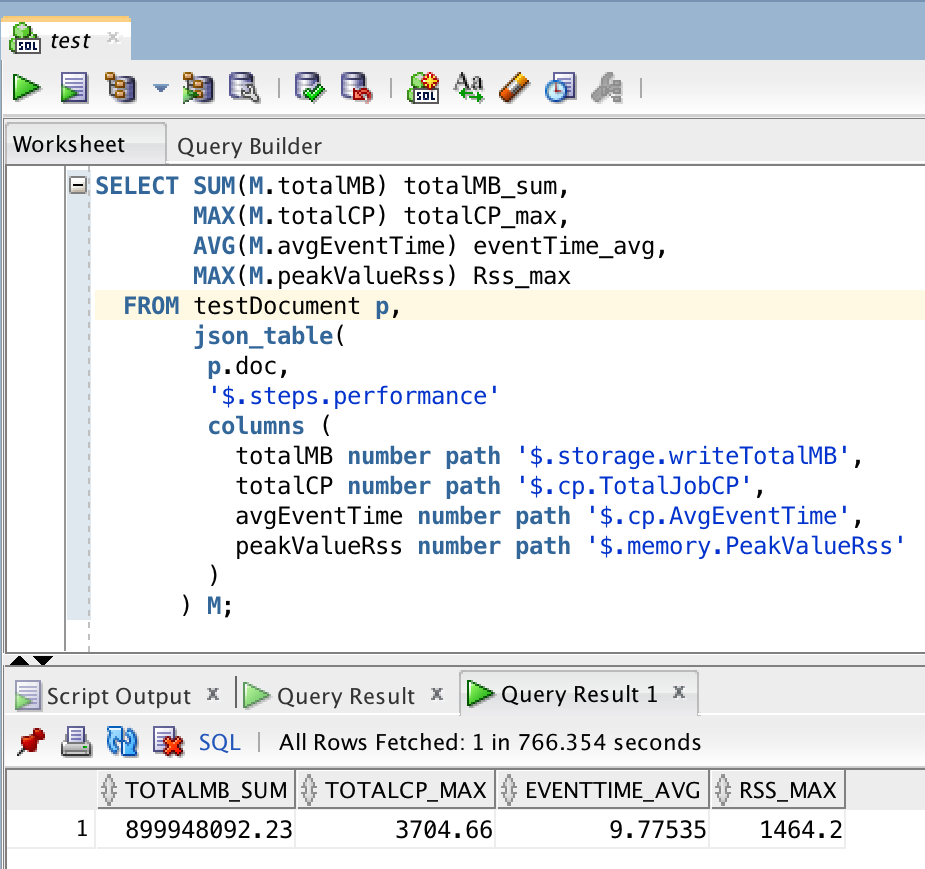 test
Worksheet Query Builder
SELECT SUM(M.totalMB) totalMB_sum,
MAX(M.totalCP) totalCP_max,
AVG(M.avgEventTime) eventTime_avg,
MAX(M.peakValueRss) Rss_max
FROM testDocument p,
json_table(
p.doc,
'$.steps.performance'
columns (
totalMB number path '$.storage.writeTotalMB',
totalCP number path '$.cp.TotalJobCP',
avgEventTime number path '$.cp.AvgEventTime',
peakValueRss number path '$.memory.PeakValueRss'
)
) M;
Script Output x Query Result x Query Result 1 x
SQL | All Rows Fetched: 1 in 766.354 seconds
TOTALMB_SUM TOTALCP_MAX EVENTTIME_AVG RSS_MAX
1 899948092.23 3704.66 9.77535 1464.2